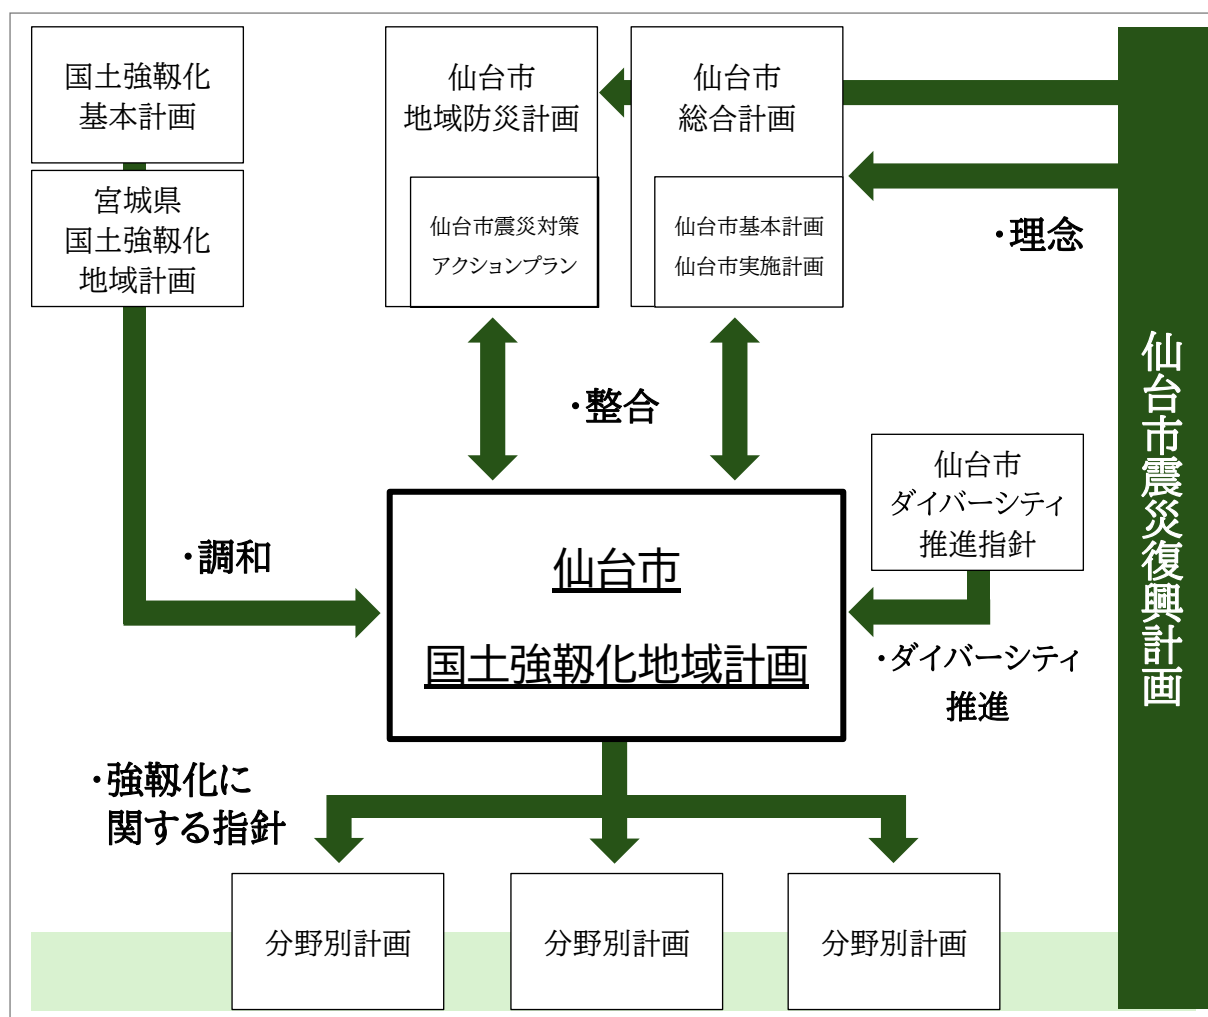 国土強靱化
基本計画
宮城県
国土強靱化
地域計画
仙台市
地域防災計画
仙台市震災対策
アクションプラン
仙台市
総合計画
仙台市基本計画
仙台市実施計画
・理念
仙台市震災復興計画
・整合
・調和
仙台市
国土強靱化地域計画
仙台市
ダイバーシティ
推進指針
・ダイバーシティ
推進
・強靱化に
関する指針
分野別計画
分野別計画
分野別計画